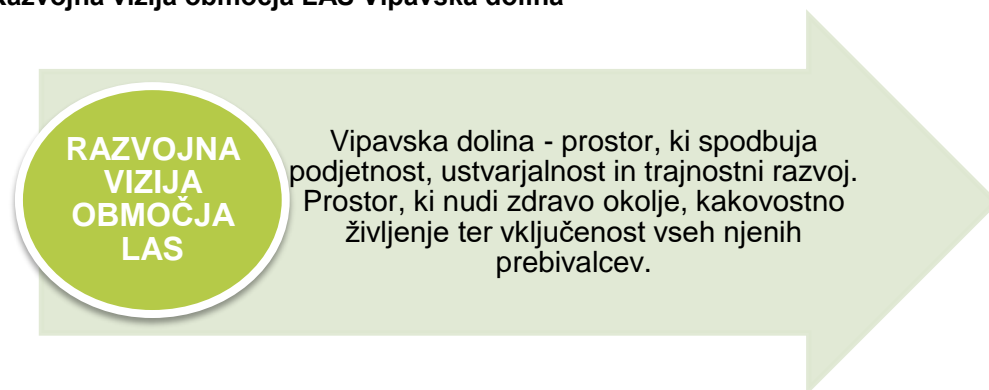 Razvojna vizija območja LAS Vipavska dolina
RAZVOJNA
VIZIJA
OBMOČJA
LAS
Vipavska dolina - prostor, ki spodbuja
podjetnost, ustvarjalnost in trajnostni razvoj.
Prostor, ki nudi zdravo okolje, kakovostno
življenje ter vključenost vseh njenih
prebivalcev.